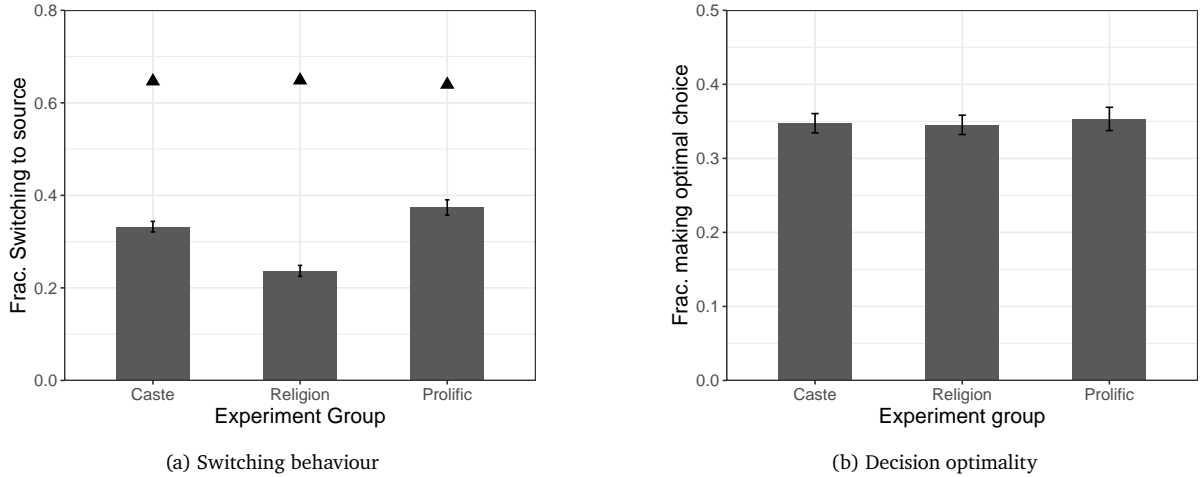 0.8
0.6
0.4
0.2
0.0
Frac. Switching to source
Caste Religion Prolific
Experiment Group
(a) Switching behaviour
0.5
0.4
0.3
0.2
0.1
0.0
Frac. making optimal choice
Caste Religion Prolific
Experiment group
(b) Decision optimality